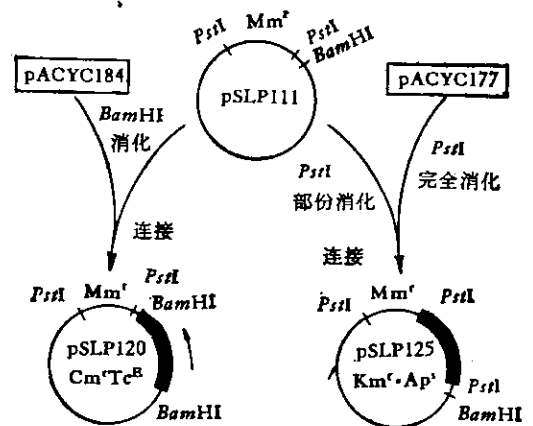 PstI Mmʳ PstI
BamHI
pACYC184
pSLP111
pACYC177
BamHI
消化
PstI
部份消化
PstI
完全消化
连接
连接
PstI Mmʳ PstI
BamHI
pSLP120
CmʳTcᴿ
BamHI
PstI Mmʳ PstI
pSLP125
Kmʳ·Apˢ
PstI
BamHI